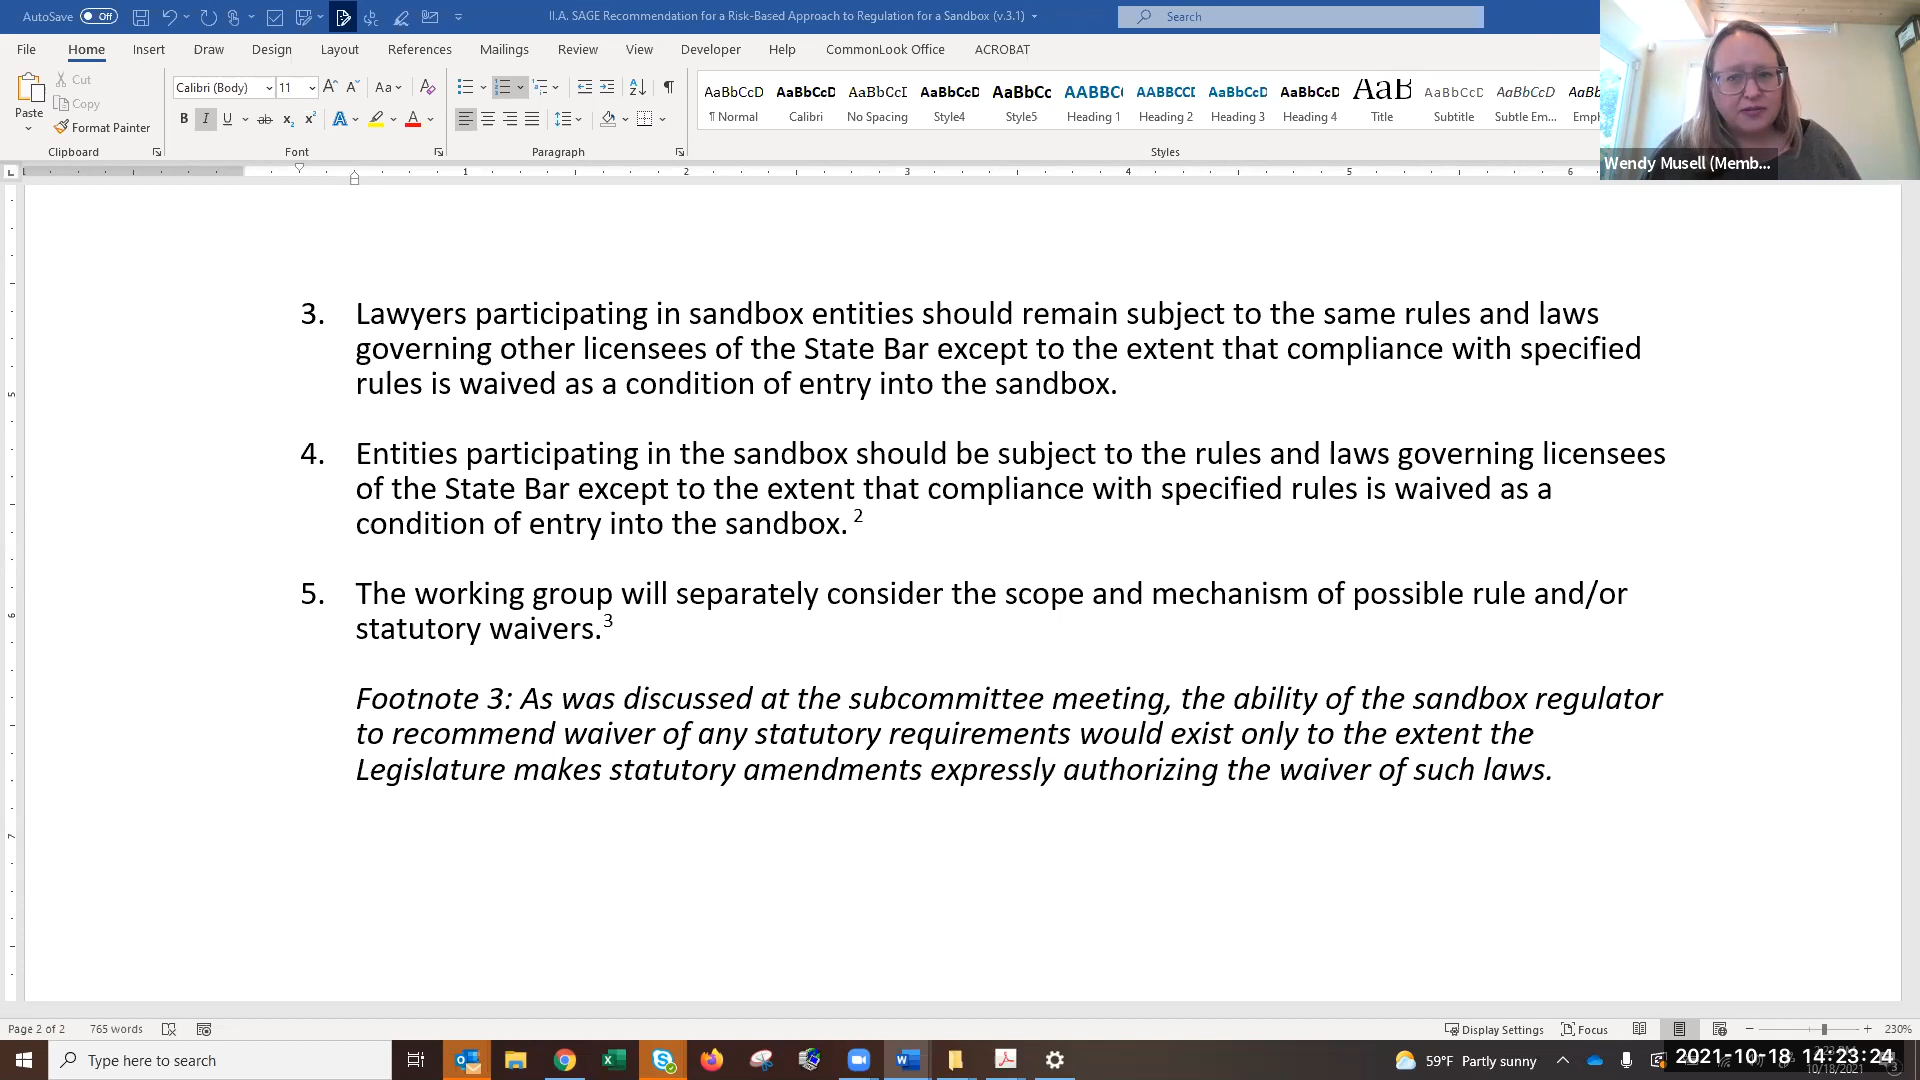 AutoSave Off II.A. SAGE Recommendation for a Risk-Based Approach to Regulation for a Sandbox (v.3.1) Search
File Home Insert Draw Design Layout References Mailings Review View Developer Help CommonLook Office ACROBAT
Paste Cut
Copy
Format Painter
Calibri (Body) 11
AaBbCcD AaBbCcD AaBbCcI AaBbCcD AaBbCc AABBC AABBCCI AaBbCcD AaBbCcD AaB AaBbCcD AaBbCcD AaBb
¶ Normal Calibri No Spacing Style4 Style5 Heading 1 Heading 2 Heading 3 Heading 4 Title Subtitle Subtle Em... Emph
Clipboard Font Paragraph Styles
Wendy Musell (Memb...
1 2 3 4 5 6
3. Lawyers participating in sandbox entities should remain subject to the same rules and laws
governing other licensees of the State Bar except to the extent that compliance with specified
rules is waived as a condition of entry into the sandbox.
4. Entities participating in the sandbox should be subject to the rules and laws governing licensees
of the State Bar except to the extent that compliance with specified rules is waived as a
condition of entry into the sandbox. 2
5. The working group will separately consider the scope and mechanism of possible rule and/or
statutory waivers.3
Footnote 3: As was discussed at the subcommittee meeting, the ability of the sandbox regulator
to recommend waiver of any statutory requirements would exist only to the extent the
Legislature makes statutory amendments expressly authorizing the waiver of such laws.
Page 2 of 2 765 words Display Settings Focus 230%
Type here to search 59°F Partly sunny 2021-10-18 14:23:24
10/18/2021